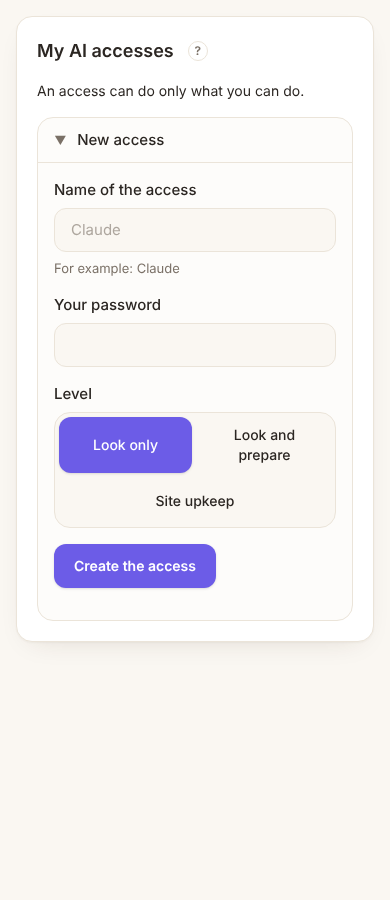 My AI accesses ?
An access can do only what you can do.
New access
Name of the access
Claude
For example: Claude
Your password
Level
Look only
Look and
prepare
Site upkeep
Create the access